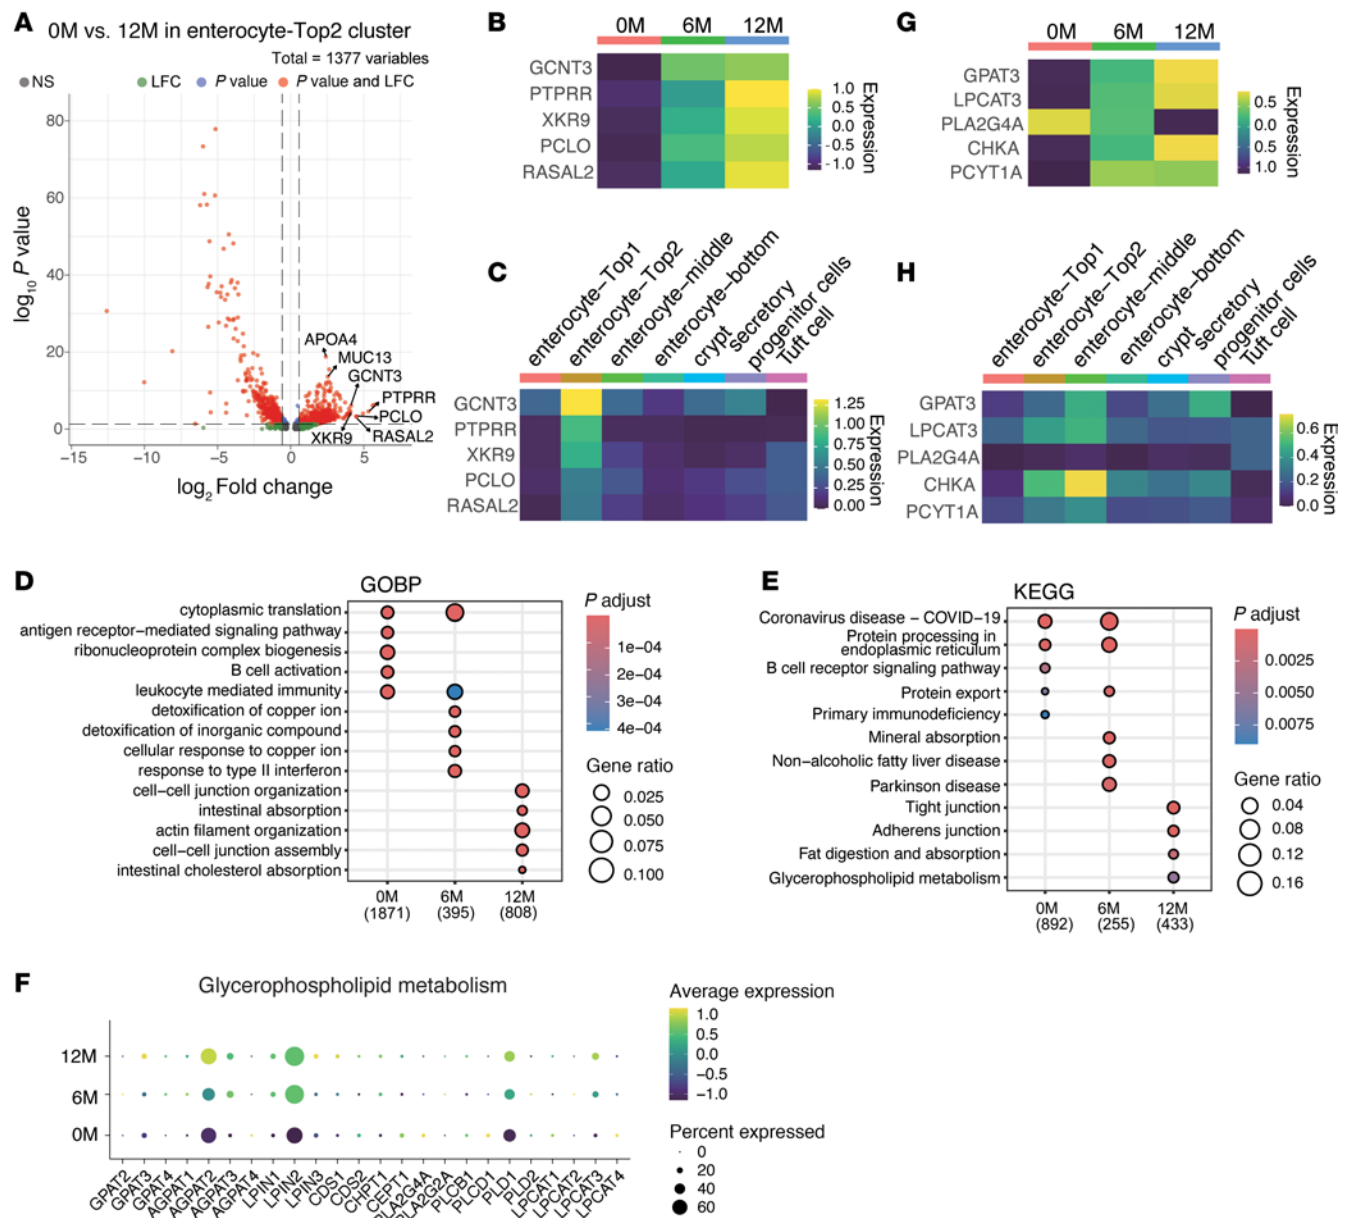 A
0M vs. 12M in enterocyte-Top2 cluster
Total = 1377 variables
NS
LFC
P value
P value and LFC
log10 P value
80
60
40
20
0
APOA4
MUC13
GCNT3
PTPRR
PCLO
XKR9
RASAL2
−15
−10
−5
0
5
log2 Fold change
B
0M 6M 12M
GCNT3
PTPRR
XKR9
PCLO
RASAL2
1.0
0.5
0.0
-0.5
-1.0
Expression
G
0M 6M 12M
GPAT3
LPCAT3
PLA2G4A
CHKA
PCYT1A
0.5
0.0
0.5
1.0
Expression
C
enterocyte−Top1
enterocyte−Top2
enterocyte−middle
enterocyte−bottom
crypt
secretory
progenitor cells
Tuft cell
GCNT3
PTPRR
XKR9
PCLO
RASAL2
1.25
1.00
0.75
0.50
0.25
0.00
Expression
H
enterocyte−Top1
enterocyte−Top2
enterocyte−middle
enterocyte−bottom
crypt
secretory
progenitor cells
Tuft cell
GPAT3
LPCAT3
PLA2G4A
CHKA
PCYT1A
0.6
0.4
0.2
0.0
Expression
D
GOBP
cytoplasmic translation
antigen receptor−mediated signaling pathway
ribonucleoprotein complex biogenesis
B cell activation
leukocyte mediated immunity
detoxification of copper ion
detoxification of inorganic compound
cellular response to copper ion
response to type II interferon
cell−cell junction organization
intestinal absorption
actin filament organization
cell−cell junction assembly
intestinal cholesterol absorption
0M 6M 12M
(1871) (395) (808)
P adjust
1e−04
2e−04
3e−04
4e−04
Gene ratio
0.025
0.050
0.075
0.100
E
KEGG
Coronavirus disease − COVID−19
Protein processing in
endoplasmic reticulum
B cell receptor signaling pathway
Protein export
Primary immunodeficiency
Mineral absorption
Non−alcoholic fatty liver disease
Parkinson disease
Tight junction
Adherens junction
Fat digestion and absorption
Glycerophospholipid metabolism
0M 6M 12M
(892) (255) (433)
P adjust
0.0025
0.0050
0.0075
Gene ratio
0.04
0.08
0.12
0.16
F
Glycerophospholipid metabolism
12M
6M
0M
GPAT2
GPAT3
GPAT4
AGPAT1
AGPAT2
AGPAT3
AGPAT4
LPIN1
LPIN2
LPIN3
CDS1
CDS2
CHPT1
CEPT1
PLA2G4A
PLA2G2A
PLCB1
PLCD1
PLD1
PLD2
LPCAT1
LPCAT2
LPCAT3
LPCAT4
Average expression
1.0
0.5
0.0
−0.5
−1.0
Percent expressed
0
20
40
60